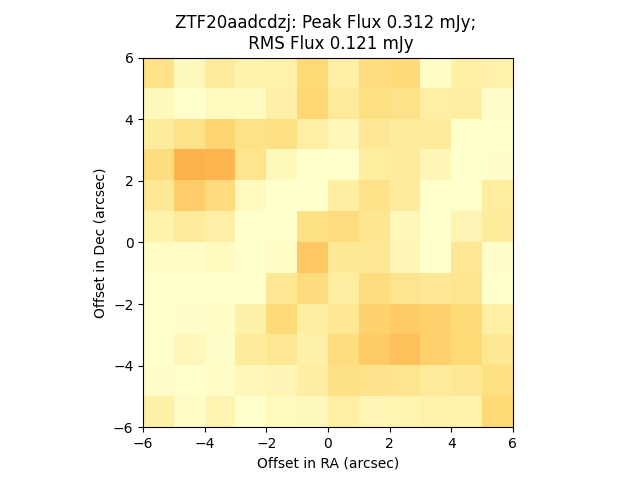 ZTF20aadcdzj: Peak Flux 0.312 mJy;
RMS Flux 0.121 mJy
6
4
2
0
−2
−4
−6
Offset in Dec (arcsec)
−6 −4 −2 0 2 4 6
Offset in RA (arcsec)